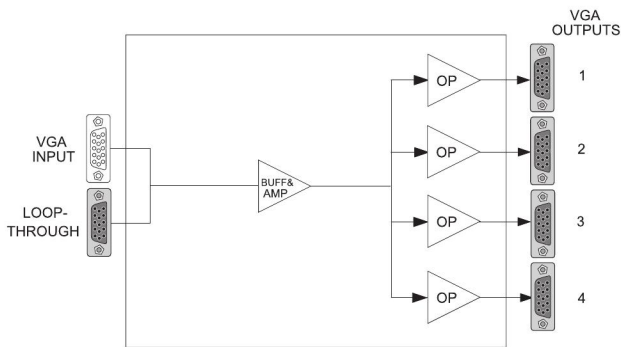 VGA
OUTPUTS
OP
1
VGA
INPUT
OP
2
BUFF&
AMP
LOOP-
THROUGH
OP
3
OP
4